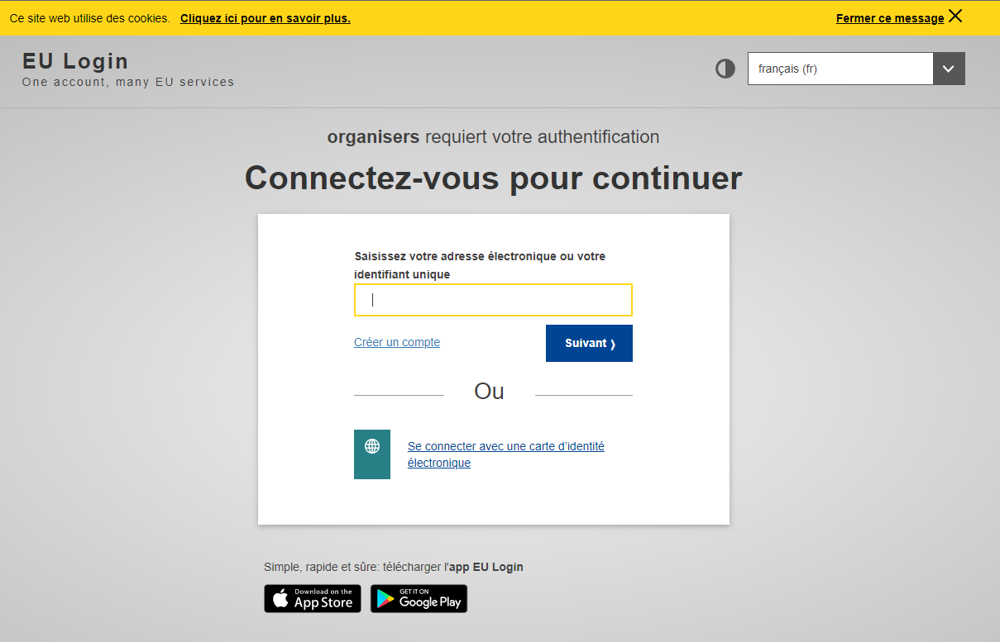 Ce site web utilise des cookies. Cliquez ici pour en savoir plus. Fermer ce message
EU Login
One account, many EU services
français (fr)
organisers requiert votre authentification
Connectez-vous pour continuer
Saisissez votre adresse électronique ou votre
identifiant unique
Créer un compte
Suivant ❯
Ou
Se connecter avec une carte d'identité
électronique
Simple, rapide et sûre: télécharger l'app EU Login
Download on the
App Store
GET IT ON
Google Play